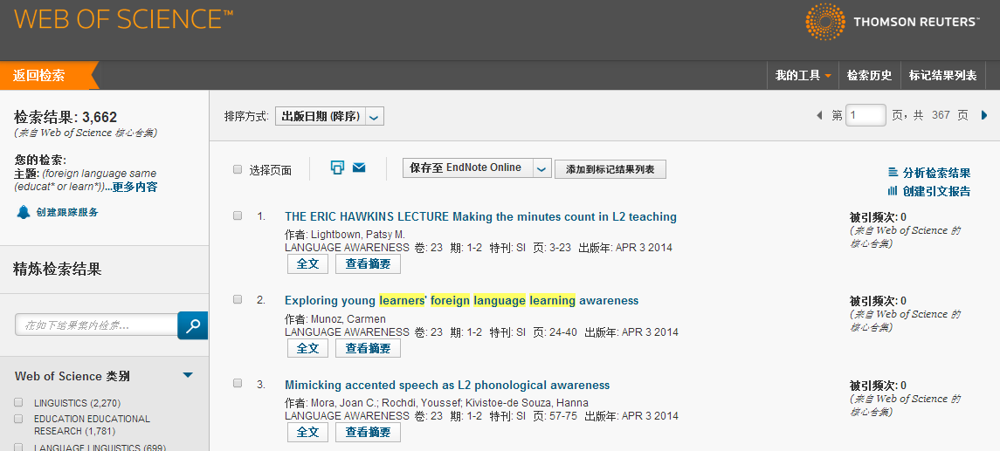 WEB OF SCIENCE™
THOMSON REUTERS™
返回检索
我的工具
检索历史
标记结果列表
检索结果: 3,662
(来自 Web of Science 核心合集)
您的检索:
主题: (foreign language same
(educat* or learn*))...更多内容
创建跟踪服务
精炼检索结果
在如下结果集内检索...
Web of Science 类别
LINGUISTICS (2,270)
EDUCATION EDUCATIONAL
RESEARCH (1,781)
LANGUAGE LINGUISTICS (699)
排序方式: 出版日期 (降序)
第 1 页，共 367 页
选择页面
保存至 EndNote Online
添加到标记结果列表
分析检索结果
创建引文报告
1. THE ERIC HAWKINS LECTURE Making the minutes count in L2 teaching
作者: Lightbown, Patsy M.
LANGUAGE AWARENESS 卷: 23 期: 1-2 特刊: SI 页: 3-23 出版年: APR 3 2014
全文 查看摘要
被引频次: 0
(来自 Web of Science 的
核心合集)
2. Exploring young learners' foreign language learning awareness
作者: Munoz, Carmen
LANGUAGE AWARENESS 卷: 23 期: 1-2 特刊: SI 页: 24-40 出版年: APR 3 2014
全文 查看摘要
被引频次: 0
(来自 Web of Science 的
核心合集)
3. Mimicking accented speech as L2 phonological awareness
作者: Mora, Joan C.; Rochdi, Youssef; Kivistoe-de Souza, Hanna
LANGUAGE AWARENESS 卷: 23 期: 1-2 特刊: SI 页: 57-75 出版年: APR 3 2014
全文 查看摘要
被引频次: 0
(来自 Web of Science 的
核心合集)